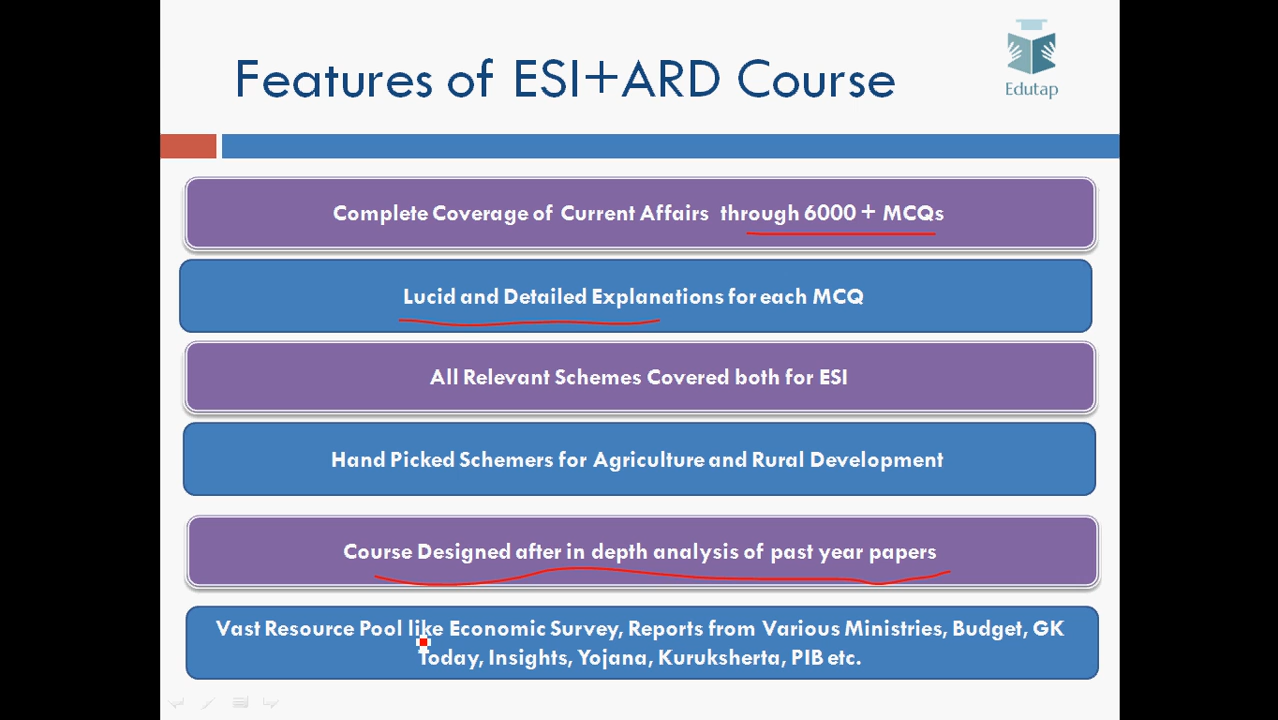 Features of ESI+ARD Course
Edutap
Complete Coverage of Current Affairs through 6000 + MCQs
Lucid and Detailed Explanations for each MCQ
All Relevant Schemes Covered both for ESI
Hand Picked Schemers for Agriculture and Rural Development
Course Designed after in depth analysis of past year papers
Vast Resource Pool like Economic Survey, Reports from Various Ministries, Budget, GK
Today, Insights, Yojana, Kuruksherta, PIB etc.